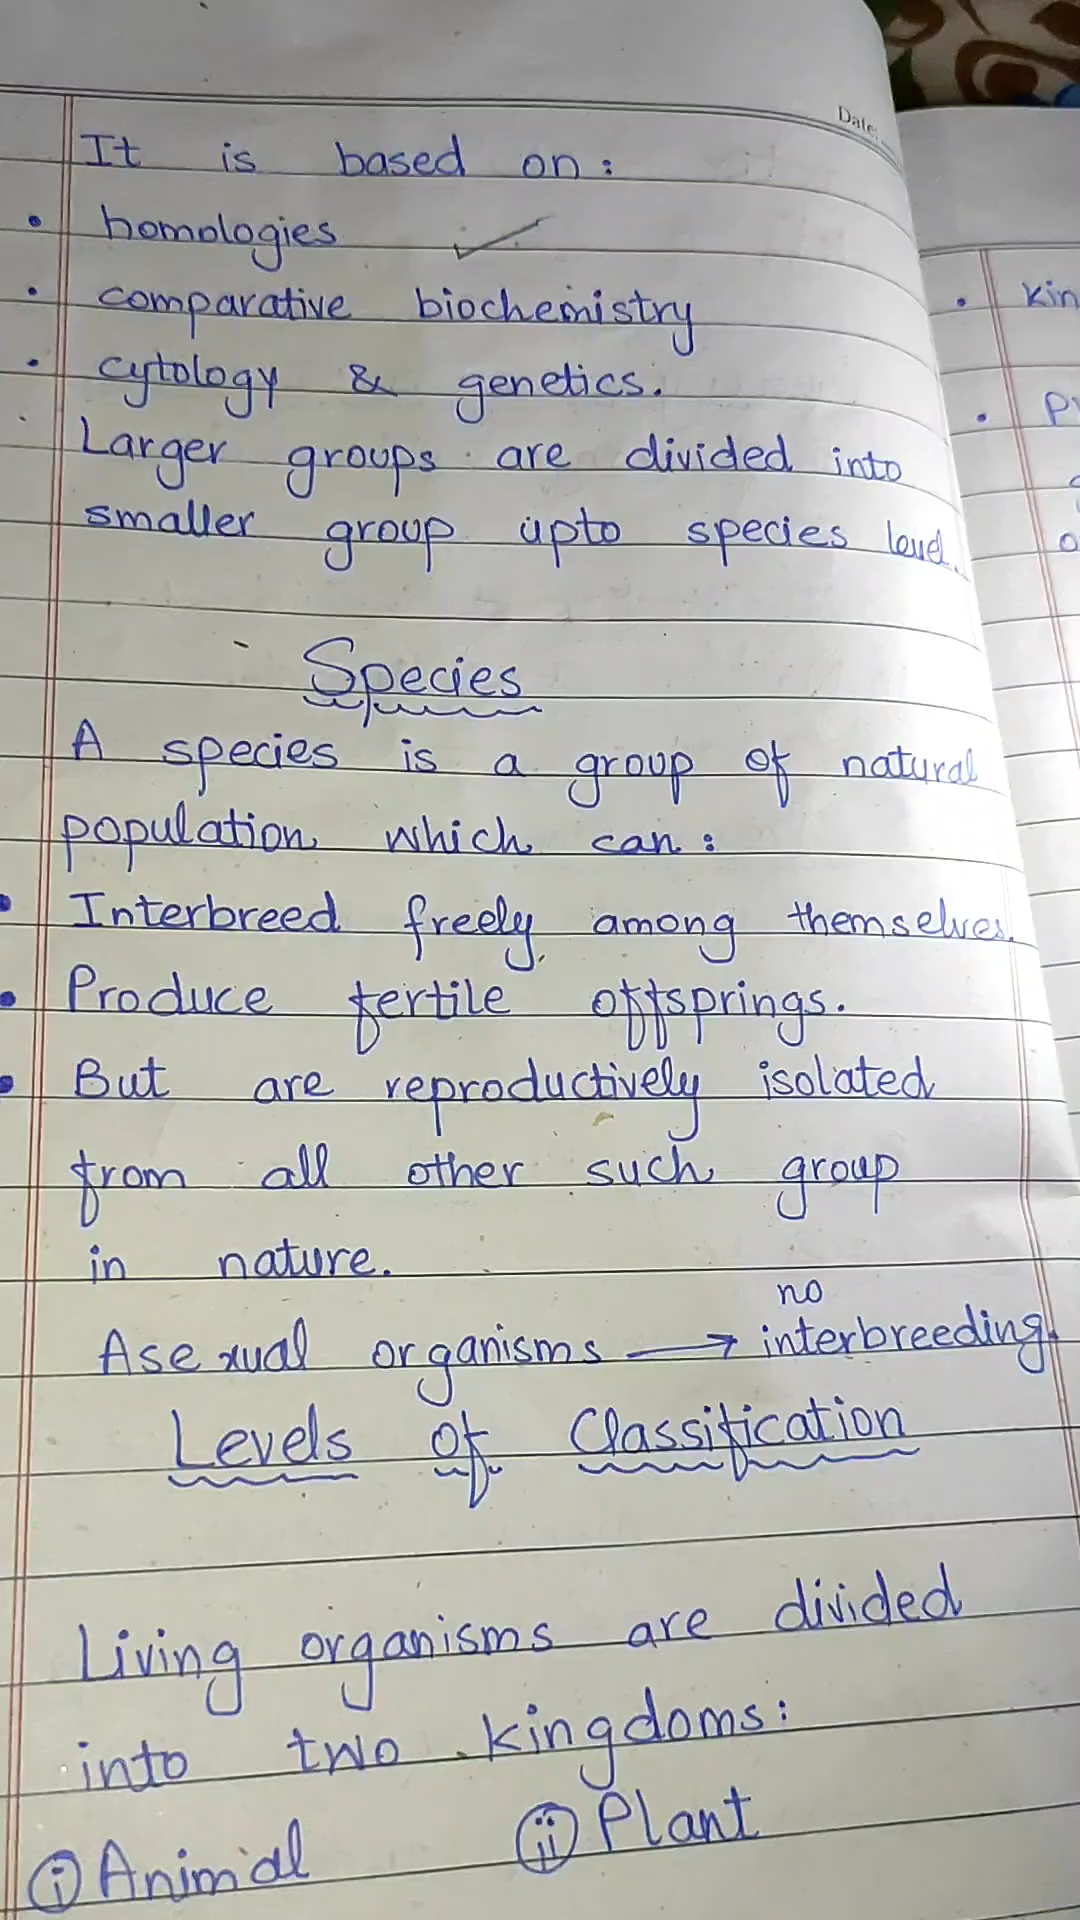 Date:
It is based on:
• homologies
• comparative biochemistry
• cytology & genetics.
Larger groups are divided into
smaller group upto species level.
Species
A species is a group of natural
population which can:
• Interbreed freely among themselves.
• Produce fertile offsprings.
• But are reproductively isolated
from all other such group
in nature.
no
Asexual organisms → interbreeding.
Levels of Classification
Living organisms are divided
into two kingdoms:
(i) Animal (ii) Plant